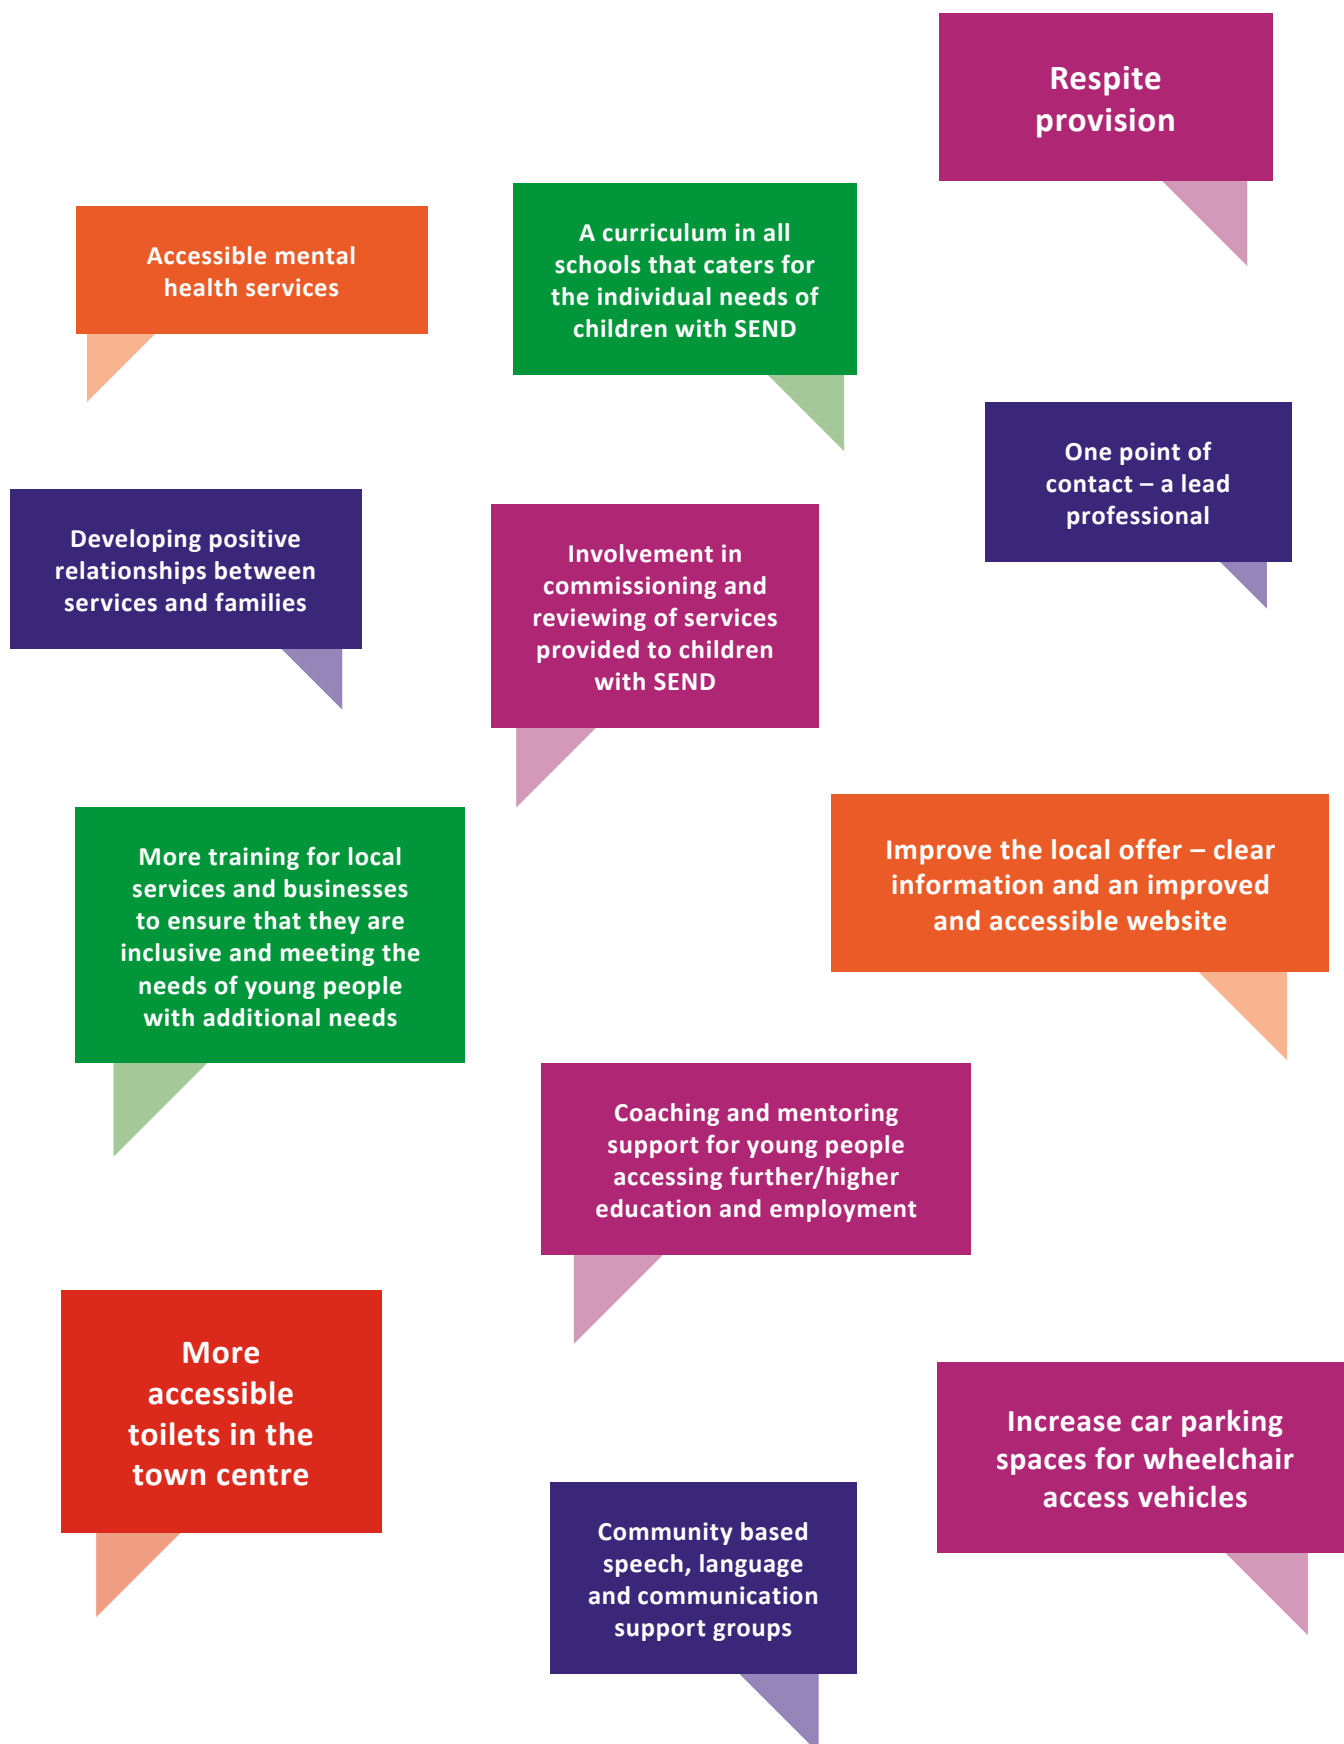 Respite
provision
Accessible mental
health services
A curriculum in all
schools that caters for
the individual needs of
children with SEND
One point of
contact – a lead
professional
Developing positive
relationships between
services and families
Involvement in
commissioning and
reviewing of services
provided to children
with SEND
More training for local
services and businesses
to ensure that they are
inclusive and meeting the
needs of young people
with additional needs
Improve the local offer – clear
information and an improved
and accessible website
Coaching and mentoring
support for young people
accessing further/higher
education and employment
More
accessible
toilets in the
town centre
Increase car parking
spaces for wheelchair
access vehicles
Community based
speech, language
and communication
support groups